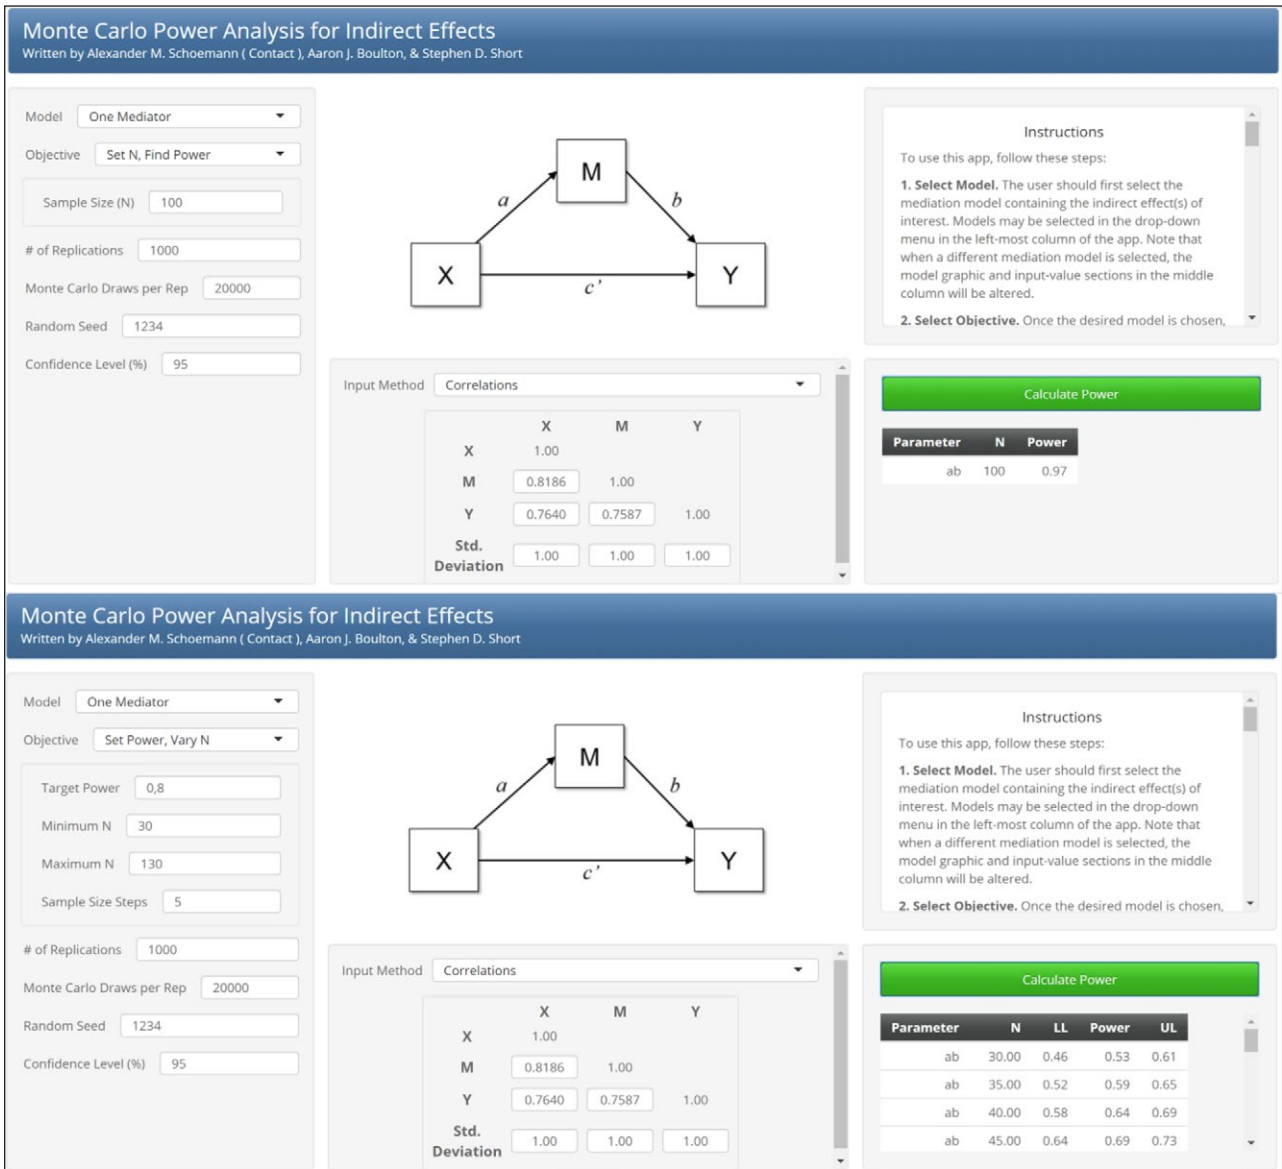 Monte Carlo Power Analysis for Indirect Effects
Written by Alexander M. Schoemann ( Contact ), Aaron J. Boulton, & Stephen D. Short
Model One Mediator
Objective Set N, Find Power
Sample Size (N) 100
# of Replications 1000
Monte Carlo Draws per Rep 20000
Random Seed 1234
Confidence Level (%) 95
M
a b
X Y
c'
Input Method Correlations
X M Y
X 1.00
M 0.8186 1.00
Y 0.7640 0.7587 1.00
Std.
Deviation 1.00 1.00 1.00
Instructions
To use this app, follow these steps:
1. Select Model. The user should first select the
mediation model containing the indirect effect(s) of
interest. Models may be selected in the drop-down
menu in the left-most column of the app. Note that
when a different mediation model is selected, the
model graphic and input-value sections in the middle
column will be altered.
2. Select Objective. Once the desired model is chosen,
Calculate Power
Parameter N Power
ab 100 0.97
Monte Carlo Power Analysis for Indirect Effects
Written by Alexander M. Schoemann ( Contact ), Aaron J. Boulton, & Stephen D. Short
Model One Mediator
Objective Set Power, Vary N
Target Power 0,8
Minimum N 30
Maximum N 130
Sample Size Steps 5
# of Replications 1000
Monte Carlo Draws per Rep 20000
Random Seed 1234
Confidence Level (%) 95
M
a b
X Y
c'
Input Method Correlations
X M Y
X 1.00
M 0.8186 1.00
Y 0.7640 0.7587 1.00
Std.
Deviation 1.00 1.00 1.00
Instructions
To use this app, follow these steps:
1. Select Model. The user should first select the
mediation model containing the indirect effect(s) of
interest. Models may be selected in the drop-down
menu in the left-most column of the app. Note that
when a different mediation model is selected, the
model graphic and input-value sections in the middle
column will be altered.
2. Select Objective. Once the desired model is chosen,
Calculate Power
Parameter N LL Power UL
ab 30.00 0.46 0.53 0.61
ab 35.00 0.52 0.59 0.65
ab 40.00 0.58 0.64 0.69
ab 45.00 0.64 0.69 0.73